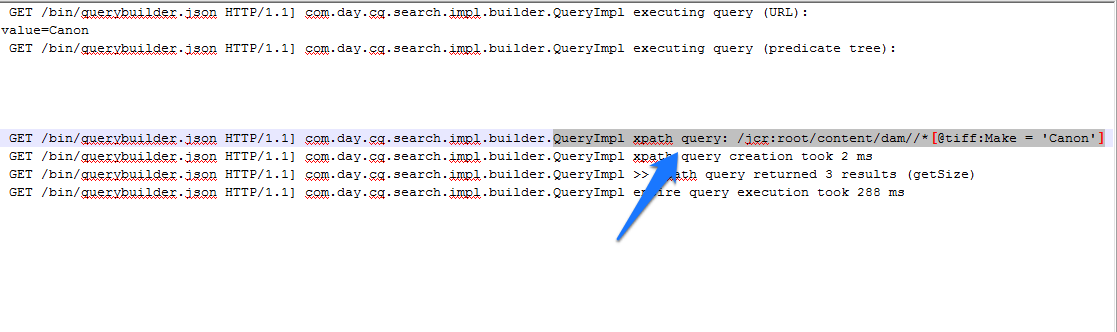 GET /bin/querybuilder.json HTTP/1.1] com.day.cq.search.impl.builder.QueryImpl executing query (URL):
value=Canon
GET /bin/querybuilder.json HTTP/1.1] com.day.cq.search.impl.builder.QueryImpl executing query (predicate tree):
GET /bin/querybuilder.json HTTP/1.1] com.day.cq.search.impl.builder.QueryImpl xpath query: /jcr:root/content/dam//*[@tiff:Make = 'Canon']
GET /bin/querybuilder.json HTTP/1.1] com.day.cq.search.impl.builder.QueryImpl xpath query creation took 2 ms
GET /bin/querybuilder.json HTTP/1.1] com.day.cq.search.impl.builder.QueryImpl >> xpath query returned 3 results (getSize)
GET /bin/querybuilder.json HTTP/1.1] com.day.cq.search.impl.builder.QueryImpl entire query execution took 288 ms